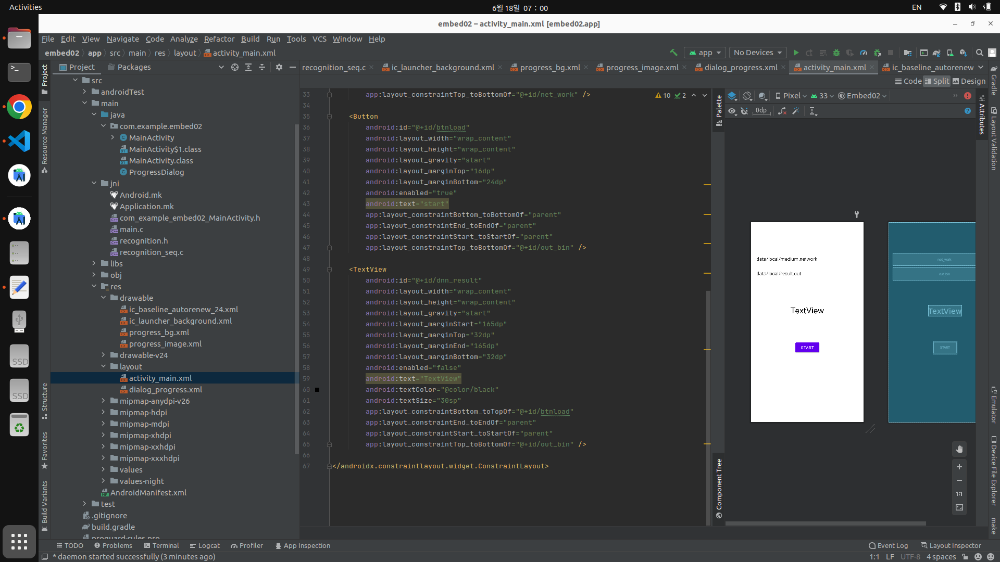 Activities
6월 18일 07 : 00
EN
embed02 – activity_main.xml [embed02.app]
File Edit View Navigate Code Analyze Refactor Build Run Tools VCS Window Help
embed02 app src main res layout activity_main.xml
app No Devices
Project Packages
recognition_seq.c ic_launcher_background.xml progress_bg.xml progress_image.xml dialog_progress.xml activity_main.xml ic_baseline_autorenew
Code Split Design
Project
Resource Manager
Structure
Favorites
Build Variants
src
androidTest
main
java
com.example.embed02
MainActivity
MainActivity$1.class
MainActivity.class
ProgressDialog
jni
Android.mk
Application.mk
com_example_embed02_MainActivity.h
main.c
recognition.h
recognition_seq.c
libs
obj
res
drawable
ic_baseline_autorenew_24.xml
ic_launcher_background.xml
progress_bg.xml
progress_image.xml
drawable-v24
layout
activity_main.xml
dialog_progress.xml
mipmap-anydpi-v26
mipmap-hdpi
mipmap-mdpi
mipmap-xhdpi
mipmap-xxhdpi
mipmap-xxxhdpi
values
values-night
AndroidManifest.xml
test
.gitignore
build.gradle
proguard-rules.pro
33 app:layout_constraintTop_toBottomOf="@+id/net_work" />
10 2
34
35 <Button
36 android:id="@+id/btnload"
37 android:layout_width="wrap_content"
38 android:layout_height="wrap_content"
39 android:layout_gravity="start"
40 android:layout_marginTop="16dp"
41 android:layout_marginBottom="24dp"
42 android:enabled="true"
43 android:text="start"
44 app:layout_constraintBottom_toBottomOf="parent"
45 app:layout_constraintEnd_toEndOf="parent"
46 app:layout_constraintStart_toStartOf="parent"
47 app:layout_constraintTop_toBottomOf="@+id/out_bin" />
48
49 <TextView
50 android:id="@+id/dnn_result"
51 android:layout_width="wrap_content"
52 android:layout_height="wrap_content"
53 android:layout_gravity="start"
54 android:layout_marginStart="165dp"
55 android:layout_marginTop="32dp"
56 android:layout_marginEnd="165dp"
57 android:layout_marginBottom="32dp"
58 android:enabled="false"
59 android:text="TextView"
60 android:textColor="@color/black"
61 android:textSize="30sp"
62 app:layout_constraintBottom_toTopOf="@+id/btnload"
63 app:layout_constraintEnd_toEndOf="parent"
64 app:layout_constraintStart_toStartOf="parent"
65 app:layout_constraintTop_toBottomOf="@+id/out_bin" />
66
67 </androidx.constraintlayout.widget.ConstraintLayout>
Palette
Component Tree
Pixel 33 Embed02
0dp
data/local/medium.network
data/local/result.out
TextView
START
net_work
out_bin
TextView
START
1:1
Attributes
Gradle
Layout Validation
Emulator
Device File Explorer
make
TODO Problems Terminal Logcat Profiler App Inspection
Event Log Layout Inspector
* daemon started successfully (3 minutes ago)
1:1 LF UTF-8 4 spaces
SSD
SSD